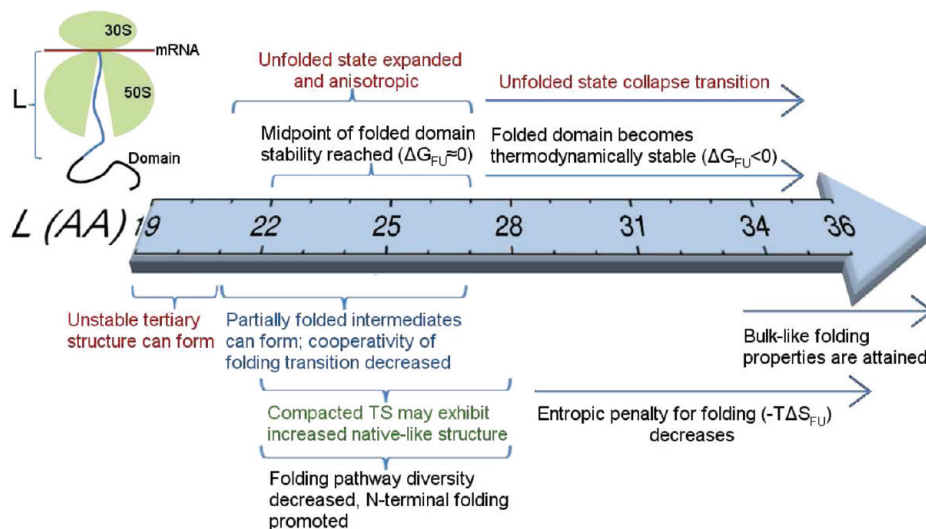 30S
mRNA
L
50S
Domain
Unfolded state expanded
and anisotropic
Unfolded state collapse transition
Midpoint of folded domain
stability reached (ΔG_FU≈0)
Folded domain becomes
thermodynamically stable (ΔG_FU<0)
L (AA) 19 22 25 28 31 34 36
Unstable tertiary
structure can form
Partially folded intermediates
can form; cooperativity of
folding transition decreased
Bulk-like folding
properties are attained
Compacted TS may exhibit
increased native-like structure
Entropic penalty for folding (-TΔS_FU)
decreases
Folding pathway diversity
decreased, N-terminal folding
promoted